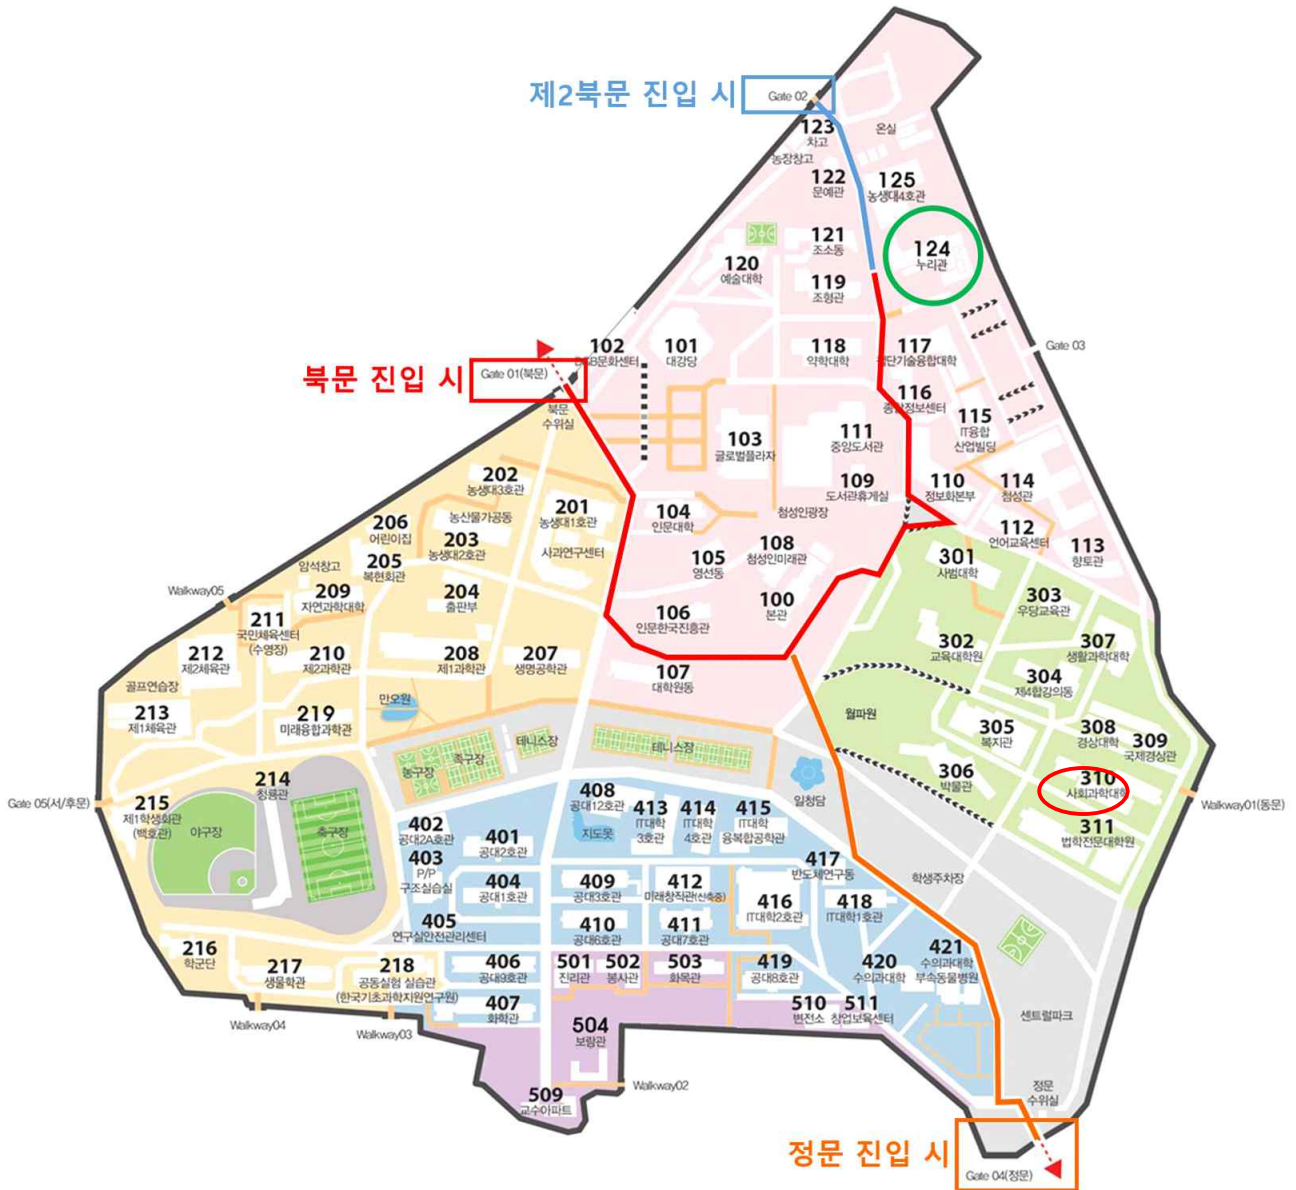 제2북문 진입 시
Gate 02
123
차고
농장창고
온실
122
문예관
125
농생대4호관
121
조소동
124
누리관
120
예술대학
119
조형관
102
문화센터
101
대강당
118
약학대학
117
첨단기술융합대학
Gate 03
북문 진입 시
Gate 01(북문)
북문
수위실
116
종합정보센터
115
IT융합
산업빌딩
103
글로벌플라자
111
중앙도서관
109
도서관휴게실
110
정보화본부
114
첨성관
202
농생대3호관
201
농생대1호관
104
인문대학
첨성인광장
112
언어교육센터
113
향토관
206
어린이집
농산물가공동
203
농생대2호관
사과연구센터
105
영선동
108
첨성인미래관
301
사범대학
암석창고
205
복현회관
204
출판부
209
자연과학대학
Walkway05
211
국민체육센터
(수영장)
106
인문한국진흥관
100
본관
303
우당교육관
302
교육대학원
307
생활과학대학
212
제2체육관
210
제2과학관
208
제1과학관
207
생명공학관
107
대학원동
304
제4합강의동
골프연습장
213
제1체육관
219
미래융합과학관
만오원
월파원
305
복지관
308
경상대학
309
국제경상관
농구장
족구장
테니스장
테니스장
일청담
306
박물관
310
사회과학대학
Gate 05(서/후문)
215
제1학생회관
(백호관)
214
청룡관
야구장
축구장
Walkway01(동문)
311
법학전문대학원
408
공대12호관
지도못
413
IT대학
3호관
414
IT대학
4호관
415
IT대학
융복합공학관
402
공대2A호관
401
공대2호관
403
P/P
구조실습실
404
공대1호관
409
공대3호관
412
미래창직관(신축중)
417
반도체연구동
학생주차장
416
IT대학2호관
418
IT대학1호관
405
연구실안전관리센터
410
공대6호관
411
공대7호관
216
학군단
217
생물학관
218
공동실험 실습관
(한국기초과학지원연구원)
406
공대9호관
501
진리관
502
봉사관
503
화목관
419
공대8호관
420
수의과대학
421
수의과대학
부속동물병원
407
화학관
510
변전소
511
창업보육센터
센트럴파크
Walkway04
Walkway03
504
보람관
Walkway02
509
교수아파트
정문
수위실
정문 진입 시
Gate 04(정문)